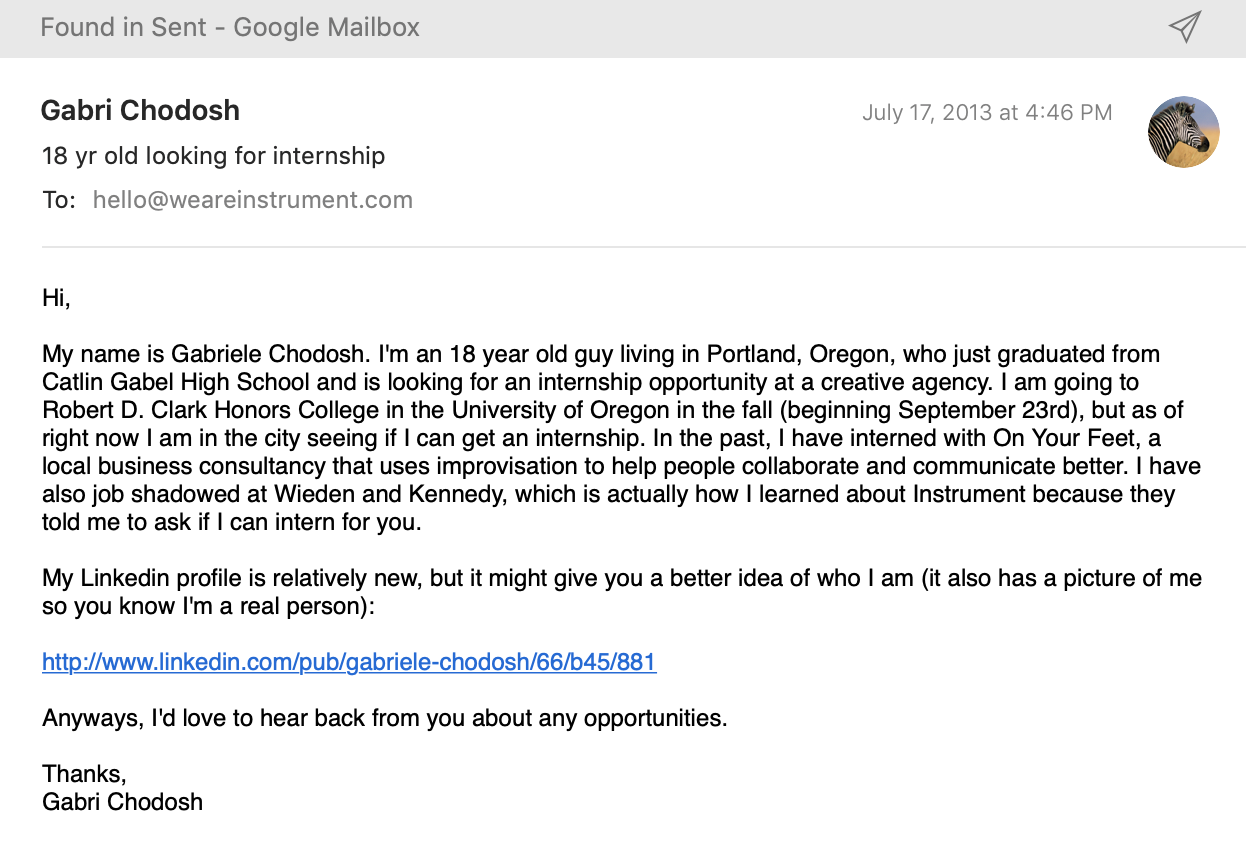 Found in Sent - Google Mailbox
Gabri Chodosh
July 17, 2013 at 4:46 PM
18 yr old looking for internship
To: hello@weareinstrument.com
Hi,
My name is Gabriele Chodosh. I'm an 18 year old guy living in Portland, Oregon, who just graduated from
Catlin Gabel High School and is looking for an internship opportunity at a creative agency. I am going to
Robert D. Clark Honors College in the University of Oregon in the fall (beginning September 23rd), but as of
right now I am in the city seeing if I can get an internship. In the past, I have interned with On Your Feet, a
local business consultancy that uses improvisation to help people collaborate and communicate better. I have
also job shadowed at Wieden and Kennedy, which is actually how I learned about Instrument because they
told me to ask if I can intern for you.
My Linkedin profile is relatively new, but it might give you a better idea of who I am (it also has a picture of me
so you know I'm a real person):
http://www.linkedin.com/pub/gabriele-chodosh/66/b45/881
Anyways, I'd love to hear back from you about any opportunities.
Thanks,
Gabri Chodosh